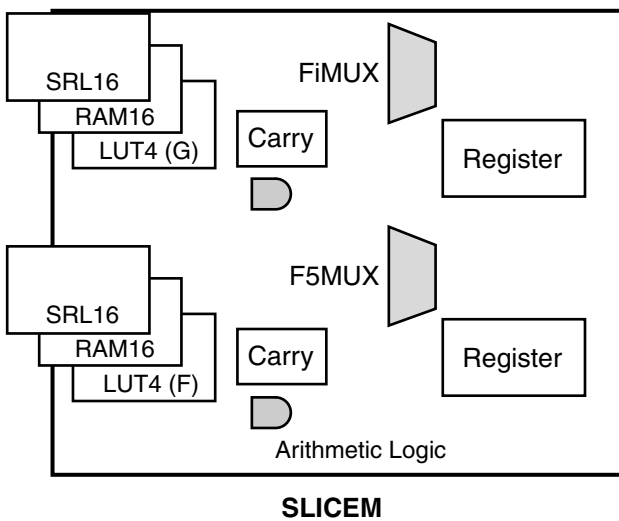 SRL16
RAM16
LUT4 (G)
Carry
FiMUX
Register
SRL16
RAM16
LUT4 (F)
Carry
F5MUX
Register
Arithmetic Logic
SLICEM